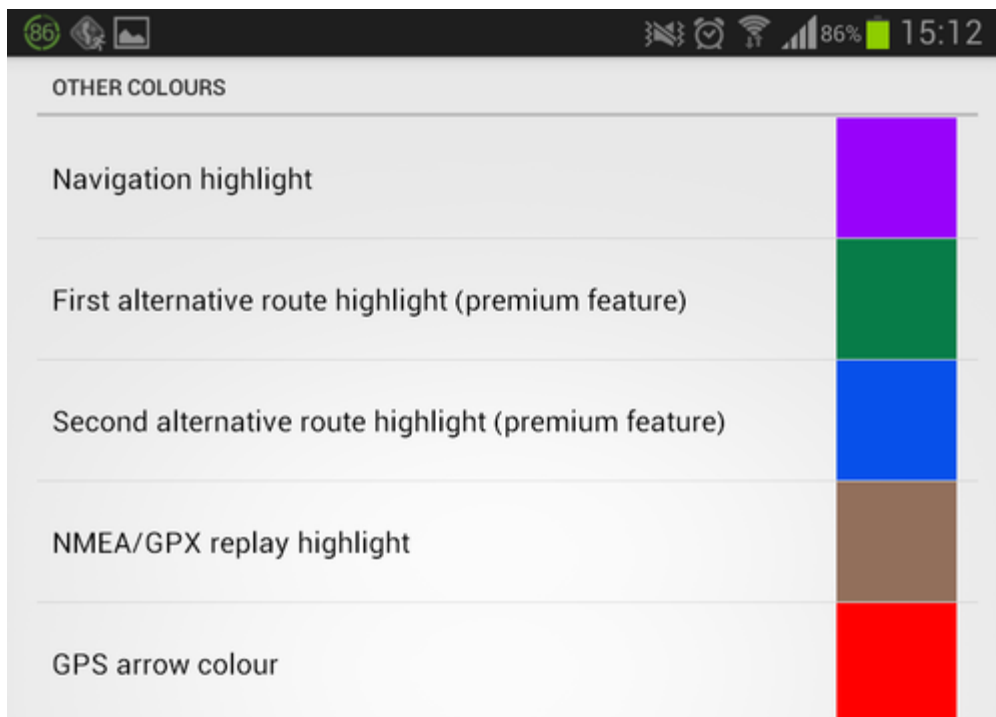 86 86% 15:12
OTHER COLOURS
Navigation highlight
First alternative route highlight (premium feature)
Second alternative route highlight (premium feature)
NMEA/GPX replay highlight
GPS arrow colour